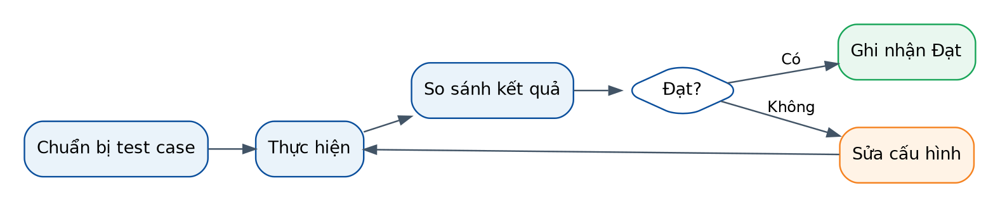 Chuẩn bị test case
Thực hiện
So sánh kết quả
Đạt?
Có
Ghi nhận Đạt
Không
Sửa cấu hình